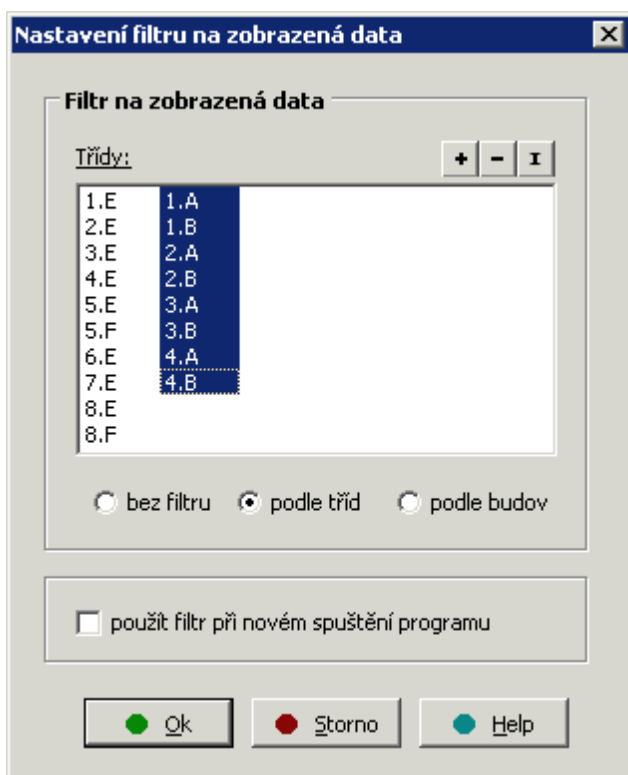 Nastavení filtru na zobrazená data
Filtr na zobrazená data
Třídy:
+ - I
1.E 1.A
2.E 1.B
3.E 2.A
4.E 2.B
5.E 3.A
5.F 3.B
6.E 4.A
7.E 4.B
8.E
8.F
bez filtru podle tříd podle budov
použít filtr při novém spuštění programu
Ok Storno Help